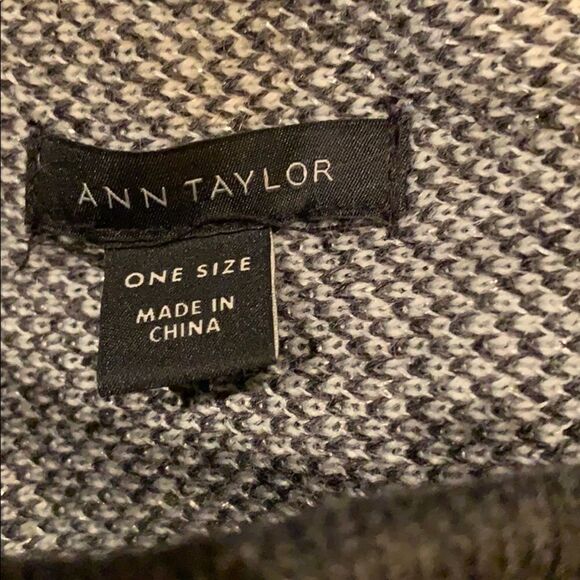 ANN TAYLOR
ONE SIZE
MADE IN
CHINA